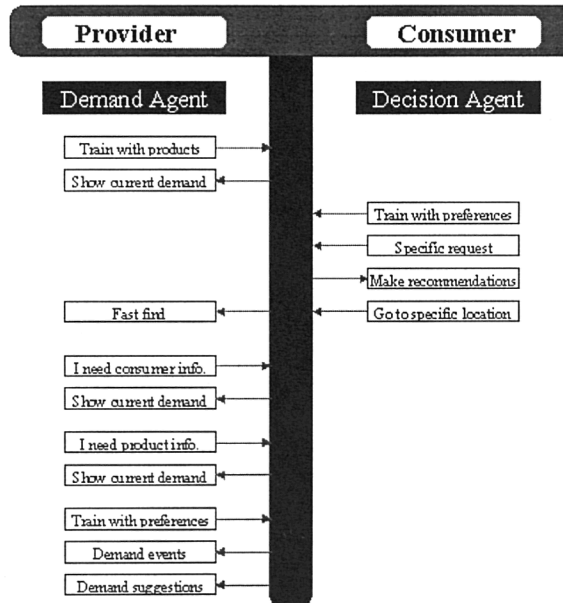 Provider
Consumer
Demand Agent
Decision Agent
Train with products
Show current demand
Train with preferences
Specific request
Make recommendations
Fast find
Go to specific location
I need consumer info.
Show current demand
I need product info.
Show current demand
Train with preferences
Demand events
Demand suggestions